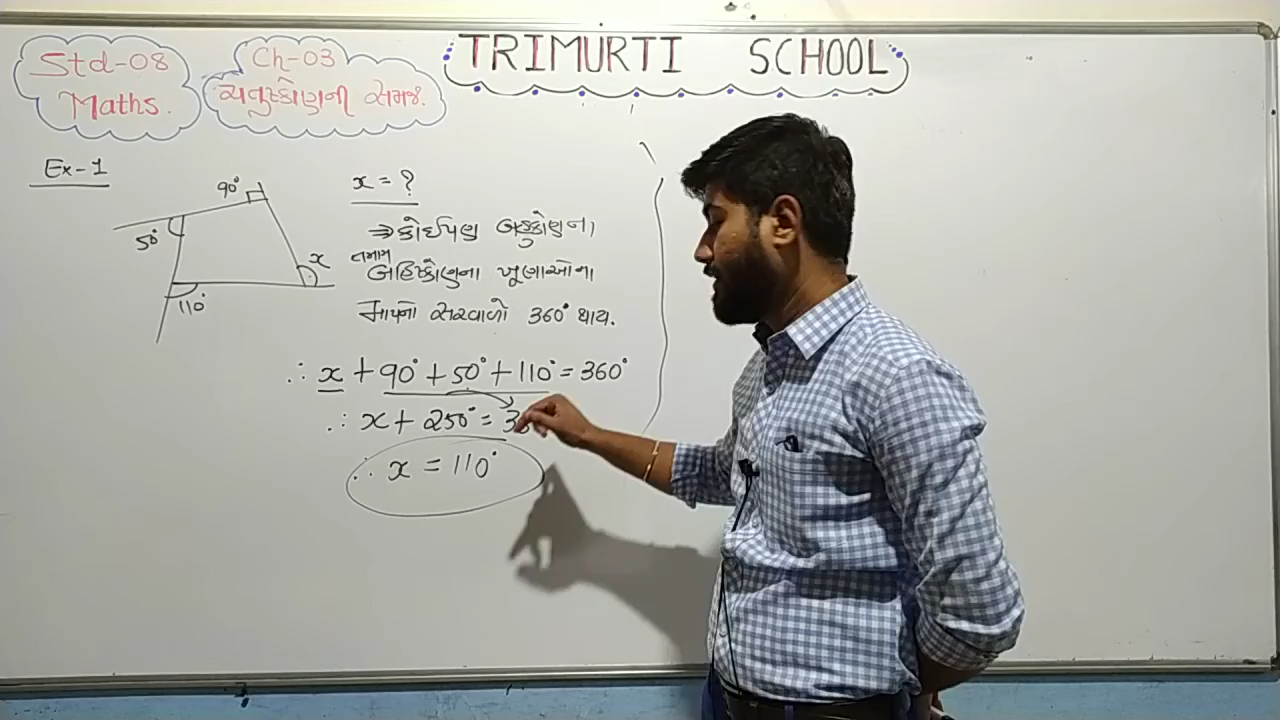 TRIMURTI SCHOOL
Std-08
Maths.
Ch-03
ચતુષ્કોણની સમજ.
Ex-1
90°
50°
x
110°
x = ?
⇒ કોઈપણ બહુકોણના
તમામ
બહિષ્કોણના ખૂણાઓના
માપનો સરવાળો 360° થાય.
∴ x + 90° + 50° + 110° = 360°
∴ x + 250° =
∴ x = 110°